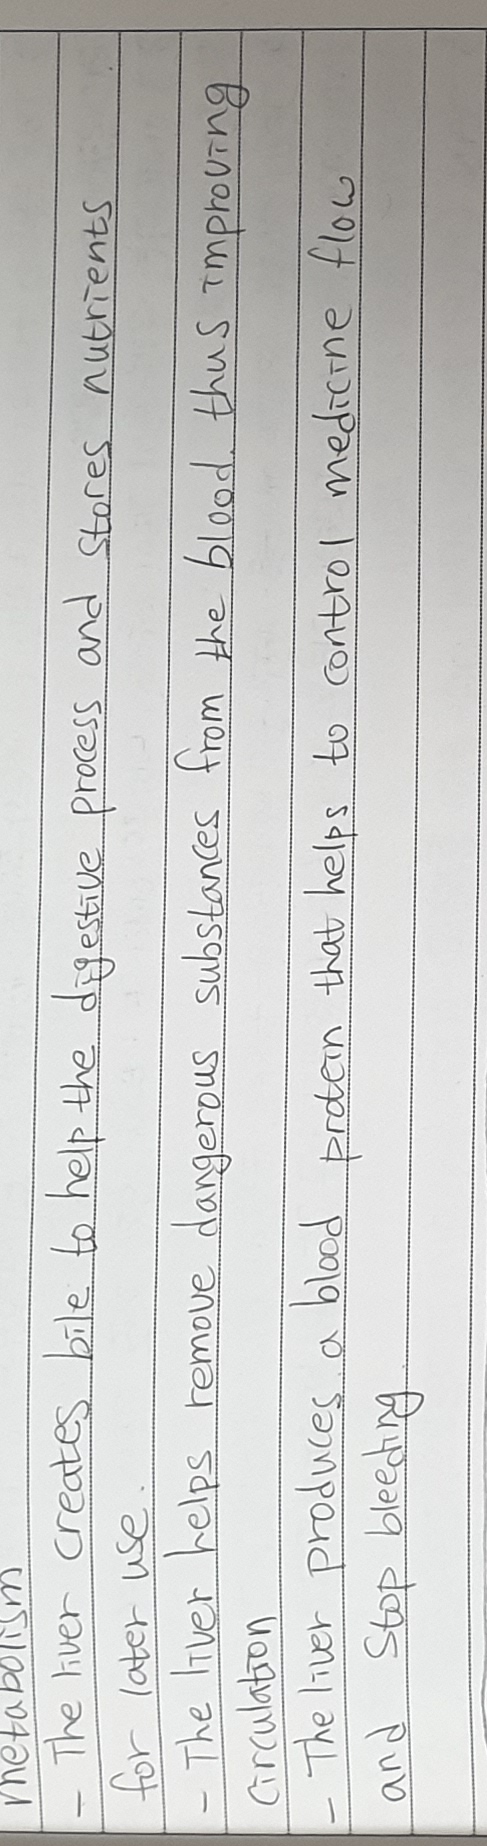 metabolism
- The liver creates bile to help the digestive process and stores nutrients
for later use.
- The liver helps remove dangerous substances from the blood. thus improving
circulation
- The liver produces a blood protein that helps to control medicine flow
and Stop bleeding.